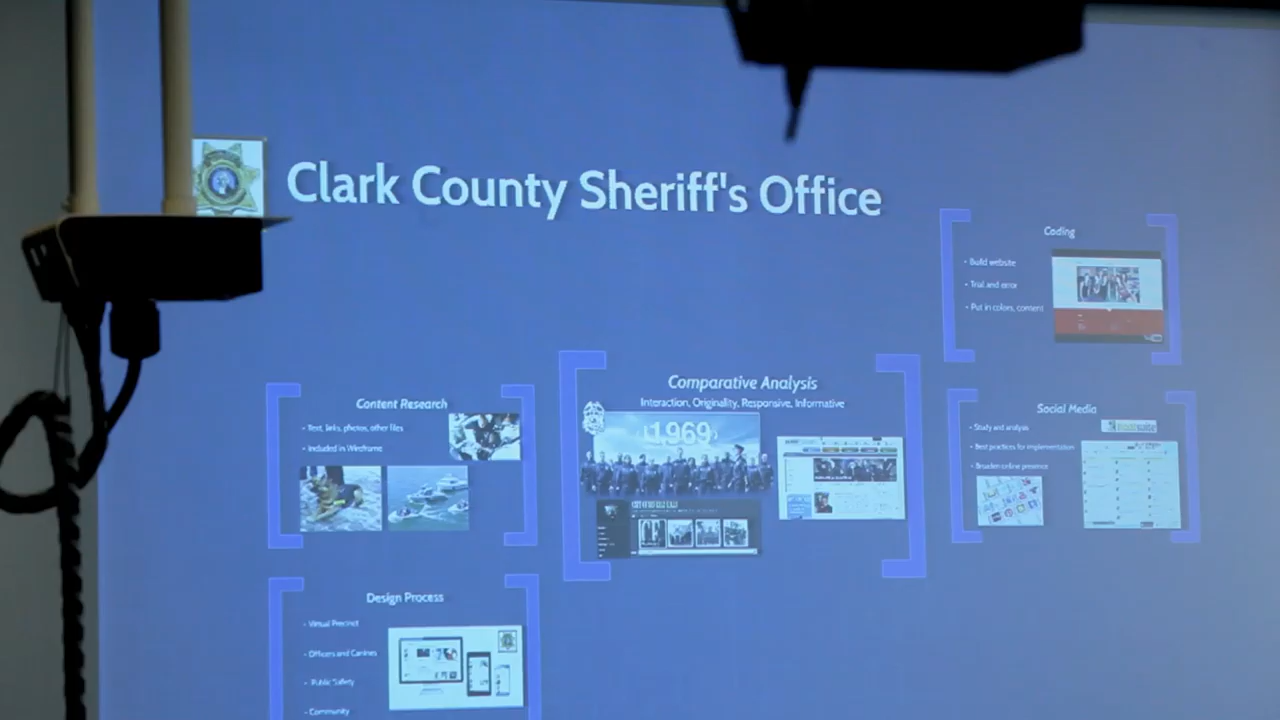 Clark County Sheriff's Office
Coding
- Build website
- Trial and error
- Put in colors, content
Content Research
- Text, links, photos, other files
- Included in Wireframe
Comparative Analysis
Interaction, Originality, Responsive, Informative
1969
Social Media
- Study and analysis
- Best practices for implementation
- Broaden online presence
Design Process
- Virtual Precinct
- Officers and Canines
- Public Safety
- Community